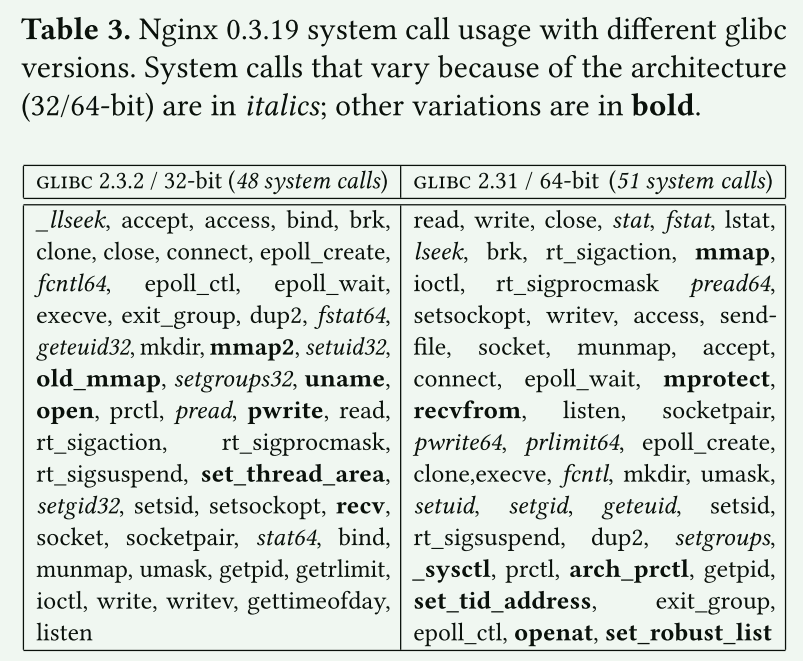 Table 3. Nginx 0.3.19 system call usage with different glibc
versions. System calls that vary because of the architecture
(32/64-bit) are in italics; other variations are in bold.
GLIBC 2.3.2 / 32-bit (48 system calls)
_llseek, accept, access, bind, brk,
clone, close, connect, epoll_create,
fcntl64, epoll_ctl, epoll_wait,
execve, exit_group, dup2, fstat64,
geteuid32, mkdir, mmap2, setuid32,
old_mmap, setgroups32, uname,
open, prctl, pread, pwrite, read,
rt_sigaction, rt_sigprocmask,
rt_sigsuspend, set_thread_area,
setgid32, setsid, setsockopt, recv,
socket, socketpair, stat64, bind,
munmap, umask, getpid, getrlimit,
ioctl, write, writev, gettimeofday,
listen
GLIBC 2.31 / 64-bit (51 system calls)
read, write, close, stat, fstat, lstat,
lseek, brk, rt_sigaction, mmap,
ioctl, rt_sigprocmask pread64,
setsockopt, writev, access, send-
file, socket, munmap, accept,
connect, epoll_wait, mprotect,
recvfrom, listen, socketpair,
pwrite64, prlimit64, epoll_create,
clone,execve, fcntl, mkdir, umask,
setuid, setgid, geteuid, setsid,
rt_sigsuspend, dup2, setgroups,
_sysctl, prctl, arch_prctl, getpid,
set_tid_address, exit_group,
epoll_ctl, openat, set_robust_list